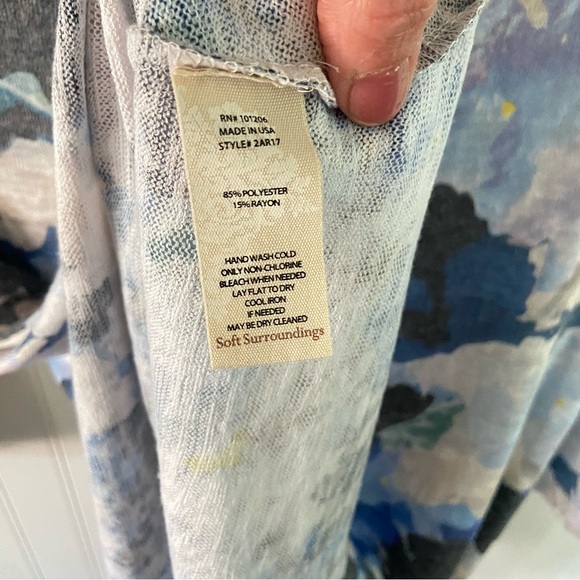 RN# 101206
MADE IN USA
STYLE# 2AR17
85% POLYESTER
15% RAYON
HAND WASH COLD
ONLY NON-CHLORINE
BLEACH WHEN NEEDED
LAY FLAT TO DRY
COOL IRON
IF NEEDED
MAY BE DRY CLEANED
Soft Surroundings